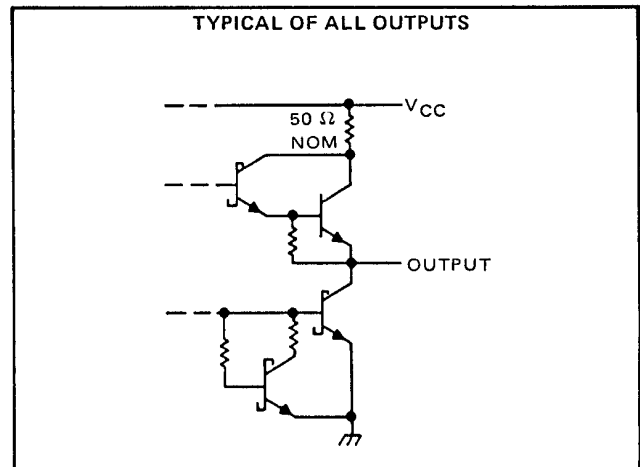 TYPICAL OF ALL OUTPUTS
VCC
50 Ω
NOM
OUTPUT